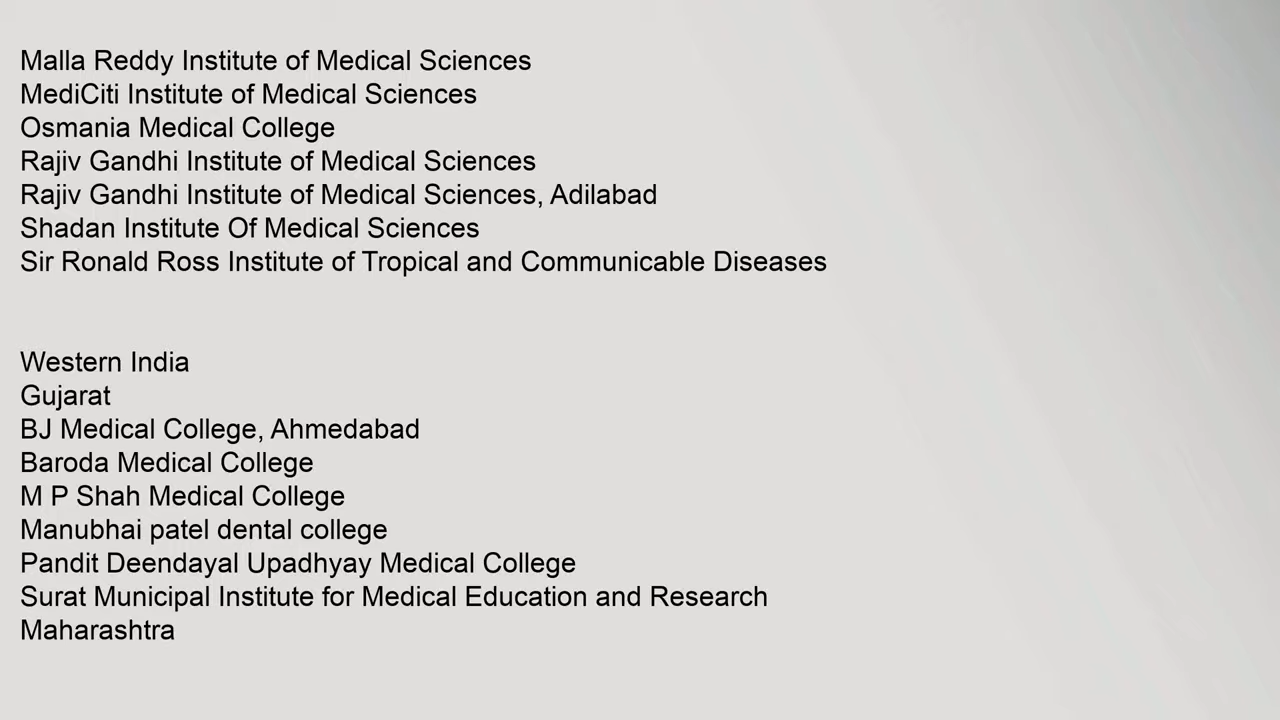 Malla Reddy Institute of Medical Sciences
MediCiti Institute of Medical Sciences
Osmania Medical College
Rajiv Gandhi Institute of Medical Sciences
Rajiv Gandhi Institute of Medical Sciences, Adilabad
Shadan Institute Of Medical Sciences
Sir Ronald Ross Institute of Tropical and Communicable Diseases
Western India
Gujarat
BJ Medical College, Ahmedabad
Baroda Medical College
M P Shah Medical College
Manubhai patel dental college
Pandit Deendayal Upadhyay Medical College
Surat Municipal Institute for Medical Education and Research
Maharashtra